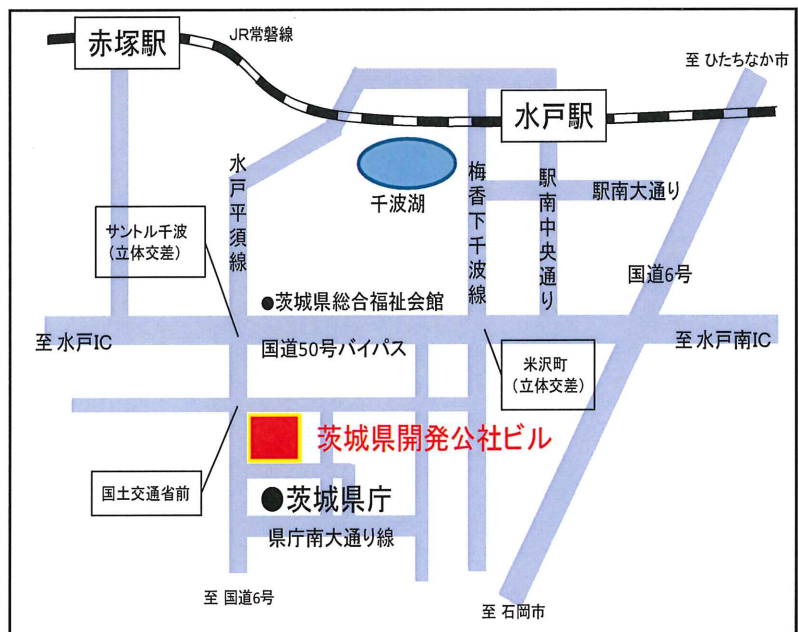 赤塚駅
JR常磐線
至 ひたちなか市
水戸駅
水戸平須線
千波湖
梅香下千波線
駅南中央通り
駅南大通り
サントル千波
（立体交差）
国道6号
●茨城県総合福祉会館
至 水戸IC
国道50号バイパス
米沢町
（立体交差）
至 水戸南IC
茨城県開発公社ビル
国土交通省前
●茨城県庁
県庁南大通り線
至 国道6号
至 石岡市